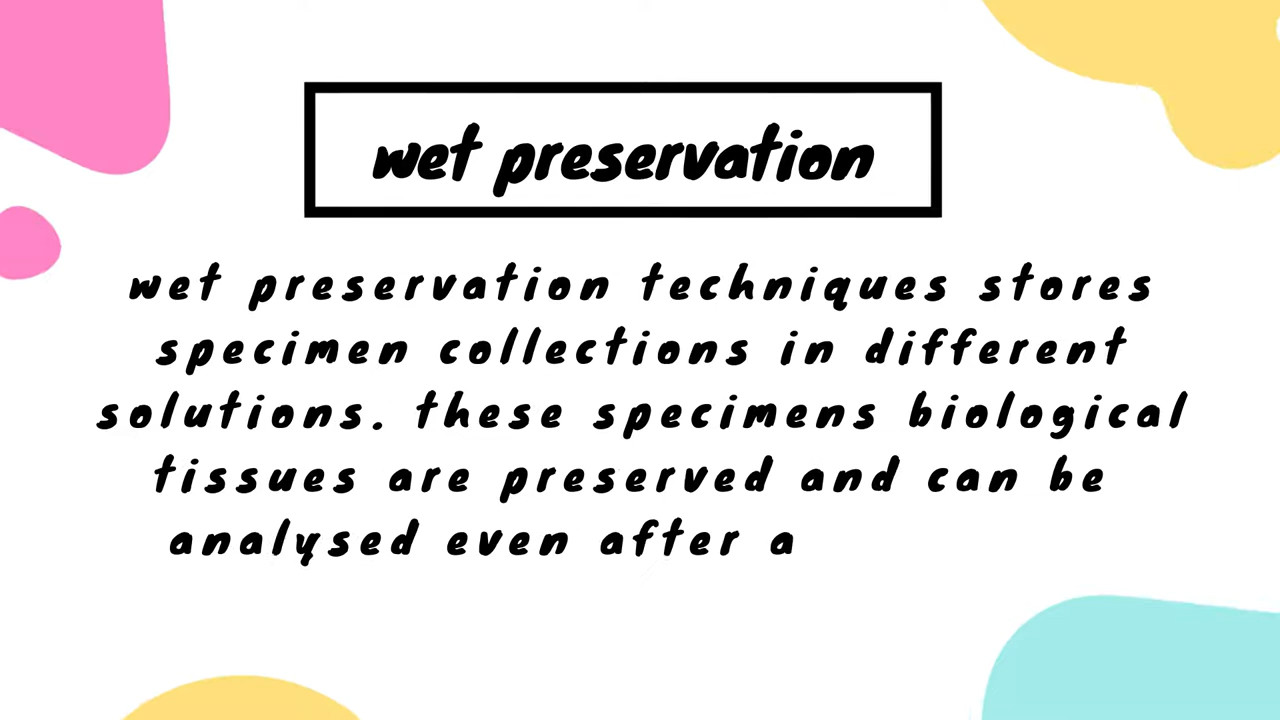 wet preservation
wet preservation techniques stores
specimen collections in different
solutions. these specimens biological
tissues are preserved and can be
analysed even after a